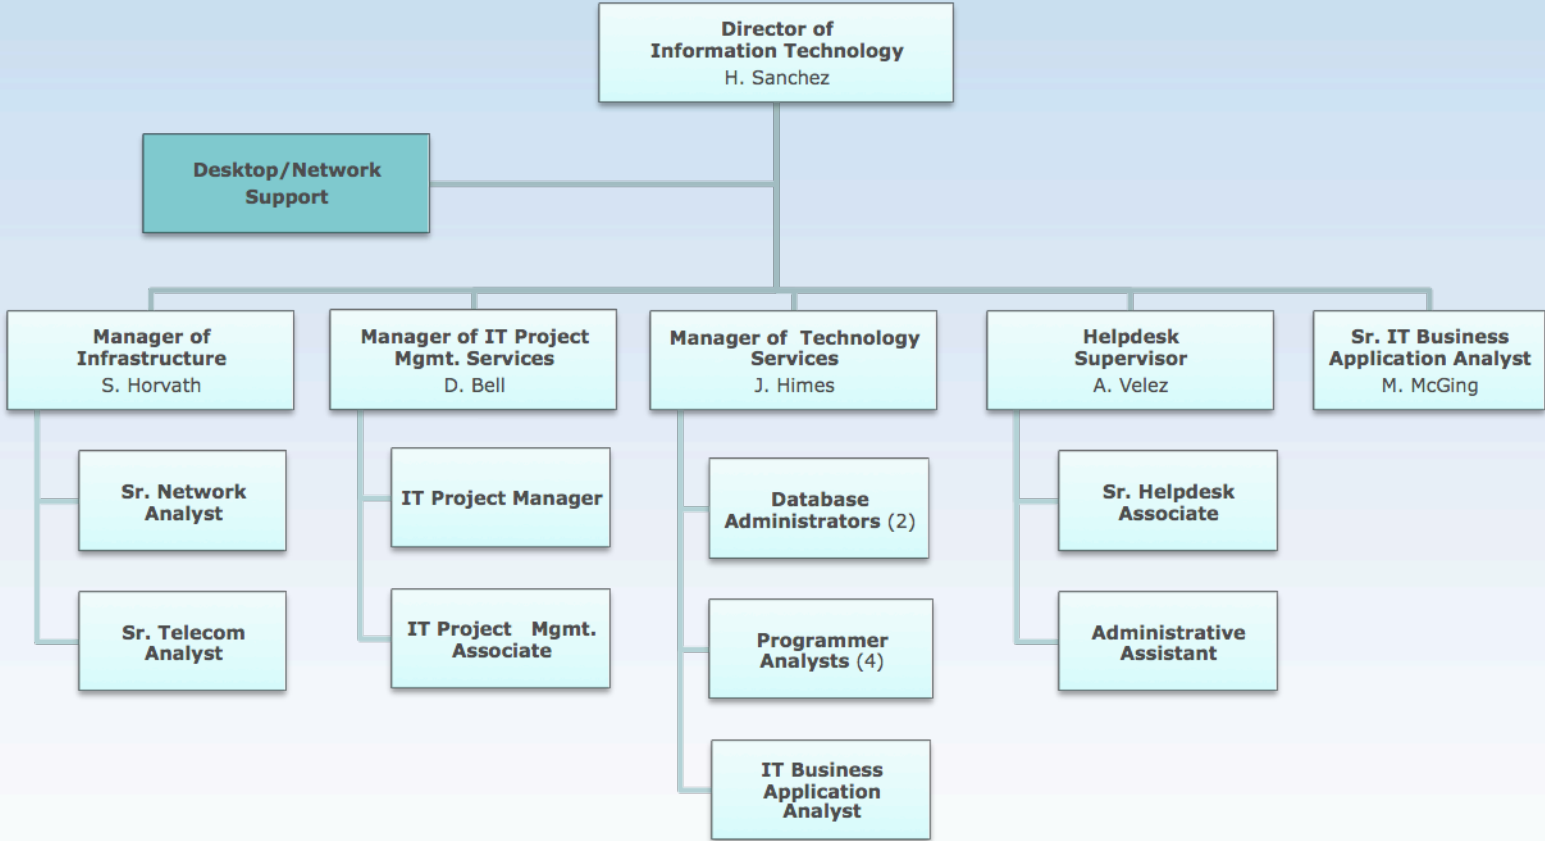 Director of
Information Technology
H. Sanchez
Desktop/Network
Support
Manager of
Infrastructure
S. Horvath
Manager of IT Project
Mgmt. Services
D. Bell
Manager of Technology
Services
J. Himes
Helpdesk
Supervisor
A. Velez
Sr. IT Business
Application Analyst
M. McGing
Sr. Network
Analyst
IT Project Manager
Database
Administrators (2)
Sr. Helpdesk
Associate
Sr. Telecom
Analyst
IT Project Mgmt.
Associate
Programmer
Analysts (4)
Administrative
Assistant
IT Business
Application
Analyst